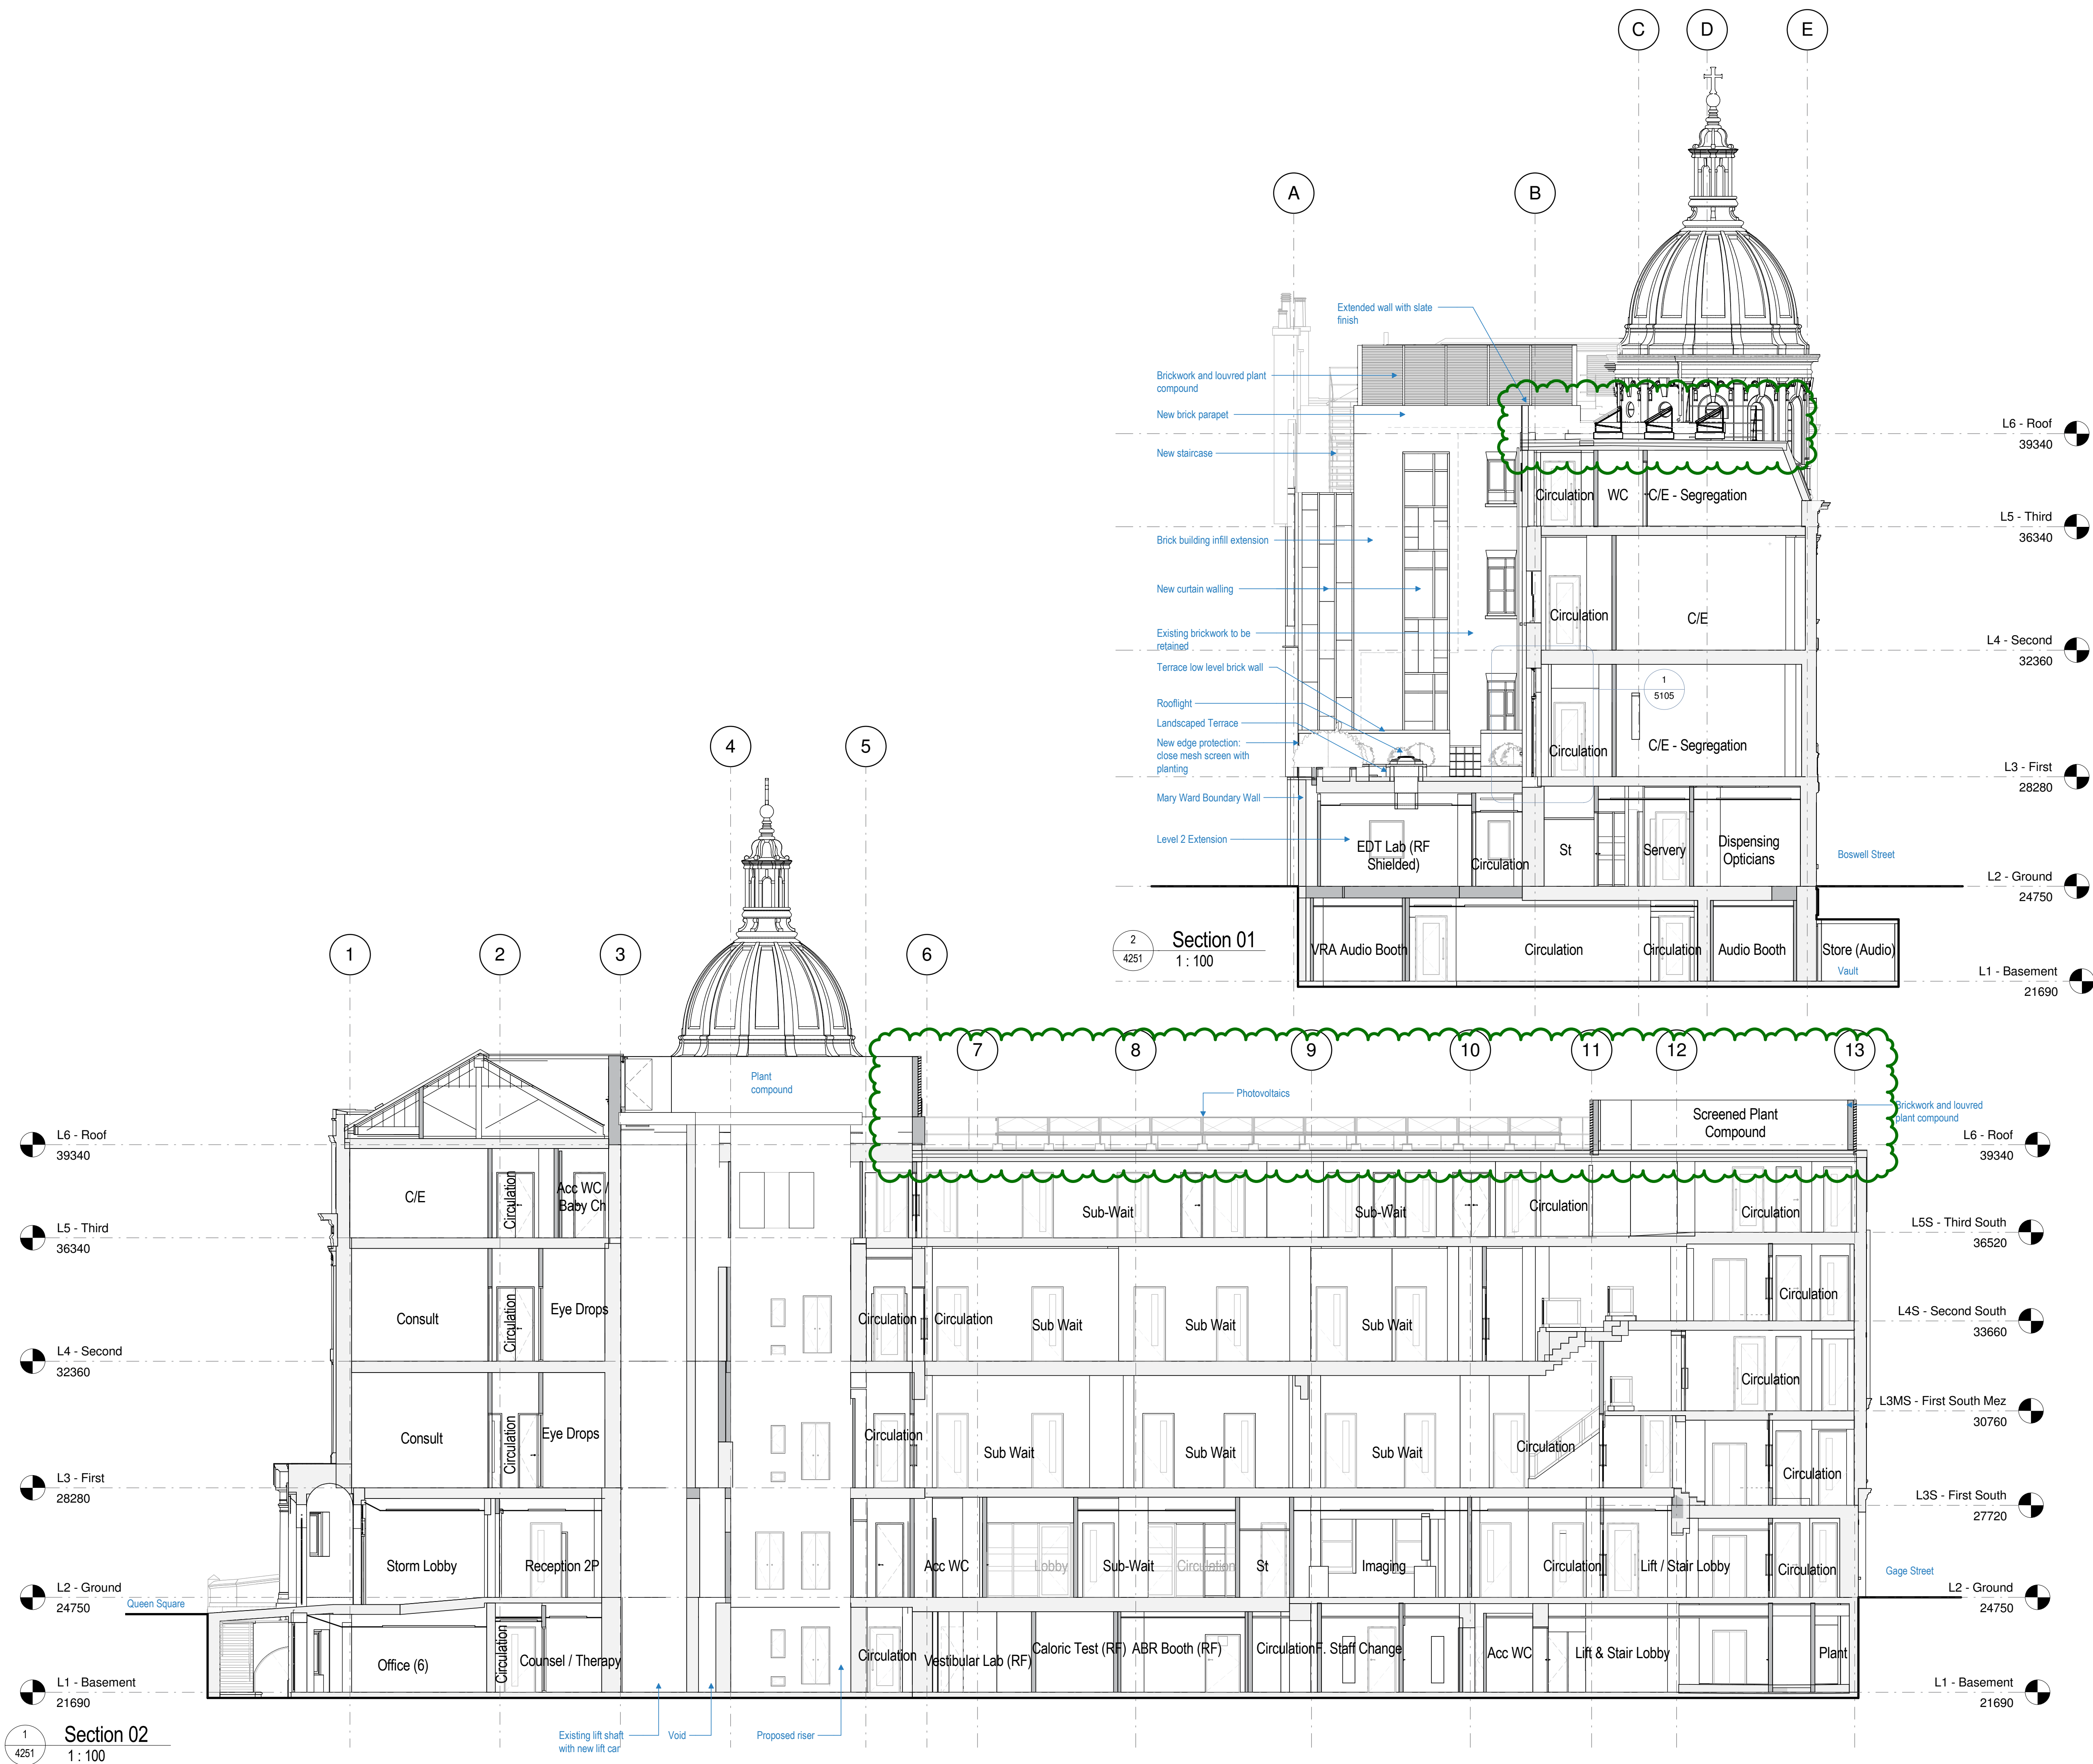 C
D
E
A
B
Extended wall with slate
finish
Brickwork and louvred plant
compound
New brick parapet
New staircase
Brick building infill extension
New curtain walling
Existing brickwork to be
retained
Terrace low level brick wall
Rooflight
Landscaped Terrace
New edge protection:
close mesh screen with
planting
Mary Ward Boundary Wall
Level 2 Extension
L6 - Roof
39340
Circulation
WC
C/E - Segregation
L5 - Third
36340
Circulation
C/E
L4 - Second
32360
1
5105
Circulation
C/E - Segregation
L3 - First
28280
EDT Lab (RF
Shielded)
Circulation
St
Servery
Dispensing
Opticians
Boswell Street
L2 - Ground
24750
VRA Audio Booth
Circulation
Circulation
Audio Booth
Store (Audio)
Vault
L1 - Basement
21690
2
4251
Section 01
1 : 100
4
5
1
2
3
6
7
8
9
10
11
12
13
Plant
compound
Photovoltaics
Screened Plant
Compound
Brickwork and louvred
plant compound
L6 - Roof
39340
L6 - Roof
39340
C/E
Circulation
Acc WC /
Baby Ch
Sub-Wait
Sub-Wait
Circulation
Circulation
L5 - Third
36340
L5S - Third South
36520
Consult
Circulation
Eye Drops
Circulation
Circulation
Sub Wait
Sub Wait
Sub Wait
Circulation
L4S - Second South
33660
L4 - Second
32360
Circulation
L3MS - First South Mez
30760
Consult
Circulation
Eye Drops
Circulation
Sub Wait
Sub Wait
Sub Wait
Circulation
Circulation
L3 - First
28280
L3S - First South
27720
Storm Lobby
Reception 2P
Acc WC
Lobby
Sub-Wait
Circulation
St
Imaging
Circulation
Lift / Stair Lobby
Circulation
Gage Street
L2 - Ground
24750
Queen Square
L2 - Ground
24750
Office (6)
Circulation
Counsel / Therapy
Circulation
Vestibular Lab (RF)
Caloric Test (RF)
ABR Booth (RF)
Circulation
F. Staff Change
Acc WC
Lift & Stair Lobby
Plant
L1 - Basement
21690
L1 - Basement
21690
Existing lift shaft
with new lift car
Void
Proposed riser
1
4251
Section 02
1 : 100